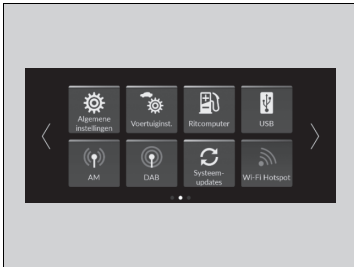 Algemene
instellingen
Voertuiginst.
Ritcomputer
USB
AM
DAB
Systeem-
updates
Wi-Fi Hotspot